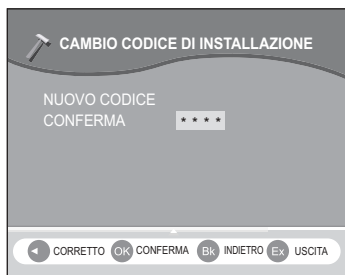 CAMBIO CODICE DI INSTALLAZIONE
NUOVO CODICE
CONFERMA * * * *
CORRETTO OK CONFERMA Bk INDIETRO Ex USCITA